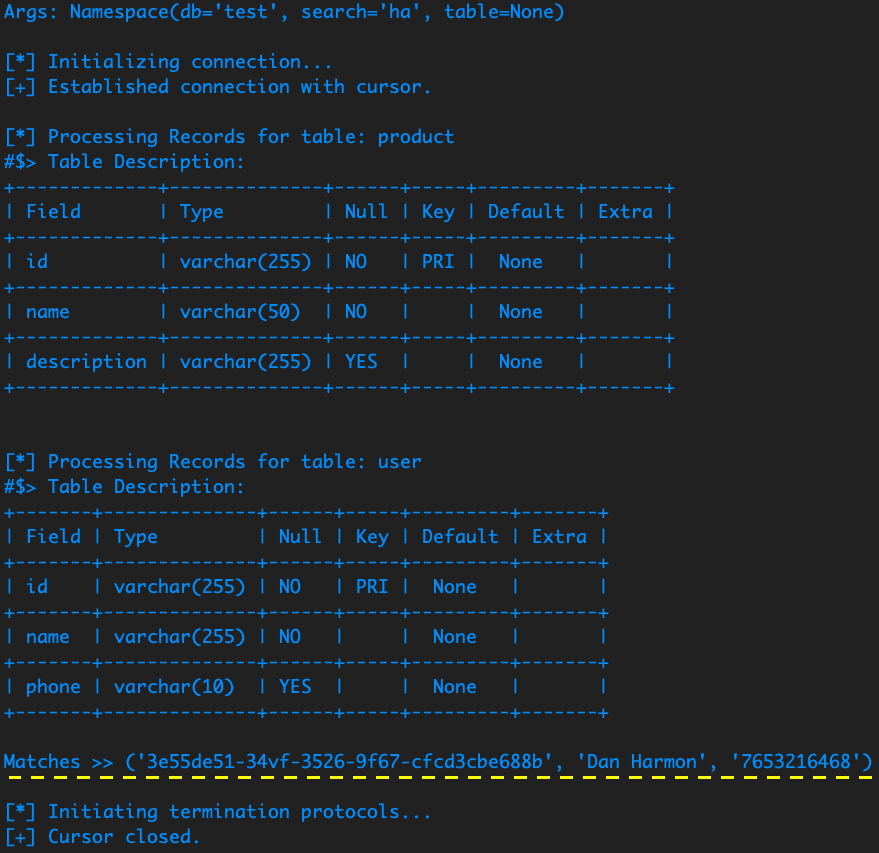 Args: Namespace(db='test', search='ha', table=None)
[*] Initializing connection...
[+] Established connection with cursor.
[*] Processing Records for table: product
#$> Table Description:
+-------------+--------------+------+-----+---------+-------+
| Field       | Type         | Null | Key | Default | Extra |
+-------------+--------------+------+-----+---------+-------+
| id          | varchar(255) | NO   | PRI |  None   |       |
+-------------+--------------+------+-----+---------+-------+
| name        | varchar(50)  | NO   |     |  None   |       |
+-------------+--------------+------+-----+---------+-------+
| description | varchar(255) | YES  |     |  None   |       |
+-------------+--------------+------+-----+---------+-------+
[*] Processing Records for table: user
#$> Table Description:
+-------+--------------+------+-----+---------+-------+
| Field | Type         | Null | Key | Default | Extra |
+-------+--------------+------+-----+---------+-------+
| id    | varchar(255) | NO   | PRI |  None   |       |
+-------+--------------+------+-----+---------+-------+
| name  | varchar(255) | NO   |     |  None   |       |
+-------+--------------+------+-----+---------+-------+
| phone | varchar(10)  | YES  |     |  None   |       |
+-------+--------------+------+-----+---------+-------+
Matches >> ('3e55de51-34vf-3526-9f67-cfcd3cbe688b', 'Dan Harmon', '7653216468')
[*] Initiating termination protocols...
[+] Cursor closed.